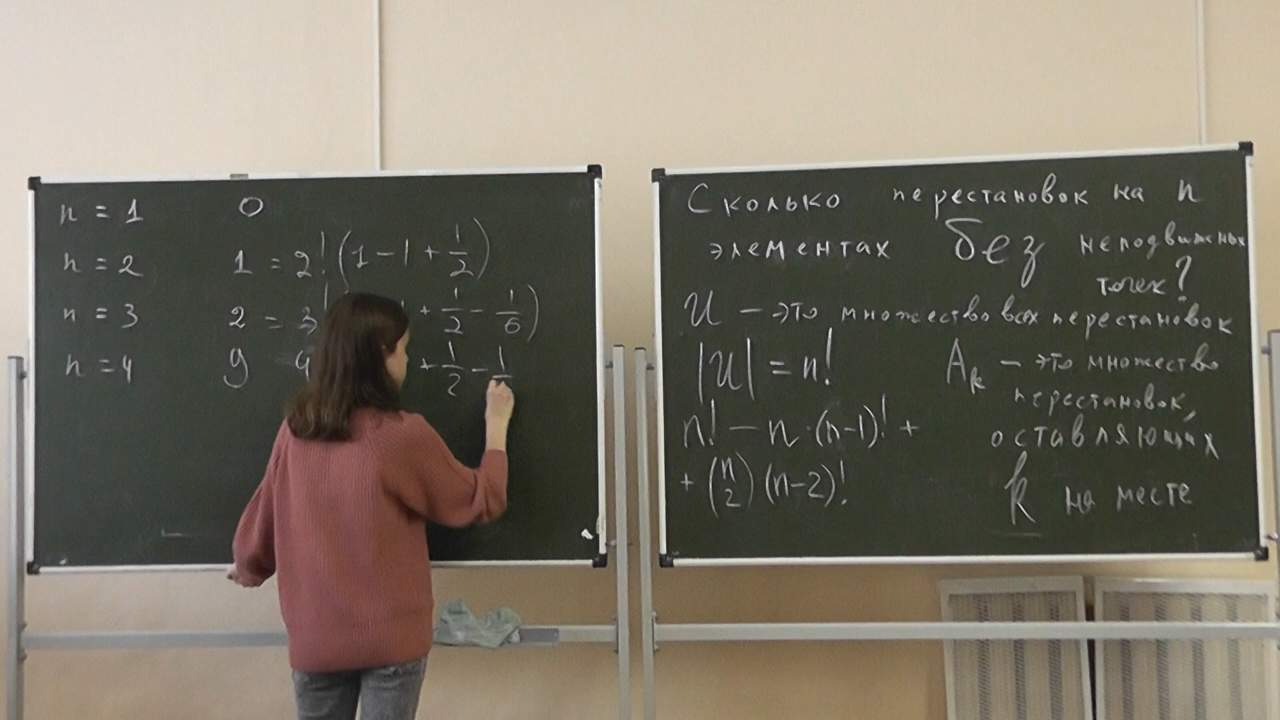 n = 1 0
n = 2 1 = 2! (1 - 1 + 1/2)
n = 3 2 = 3! + 1/2 - 1/6)
n = 4 9 4 + 1/2 - 1
Сколько перестановок на n
элементах без неподвижных
точек?
U — это множество всех перестановок
|U| = n!
n! - n · (n-1)! +
+ (n 2) (n-2)!
A_k — это множество
перестановок,
оставляющих
k на месте